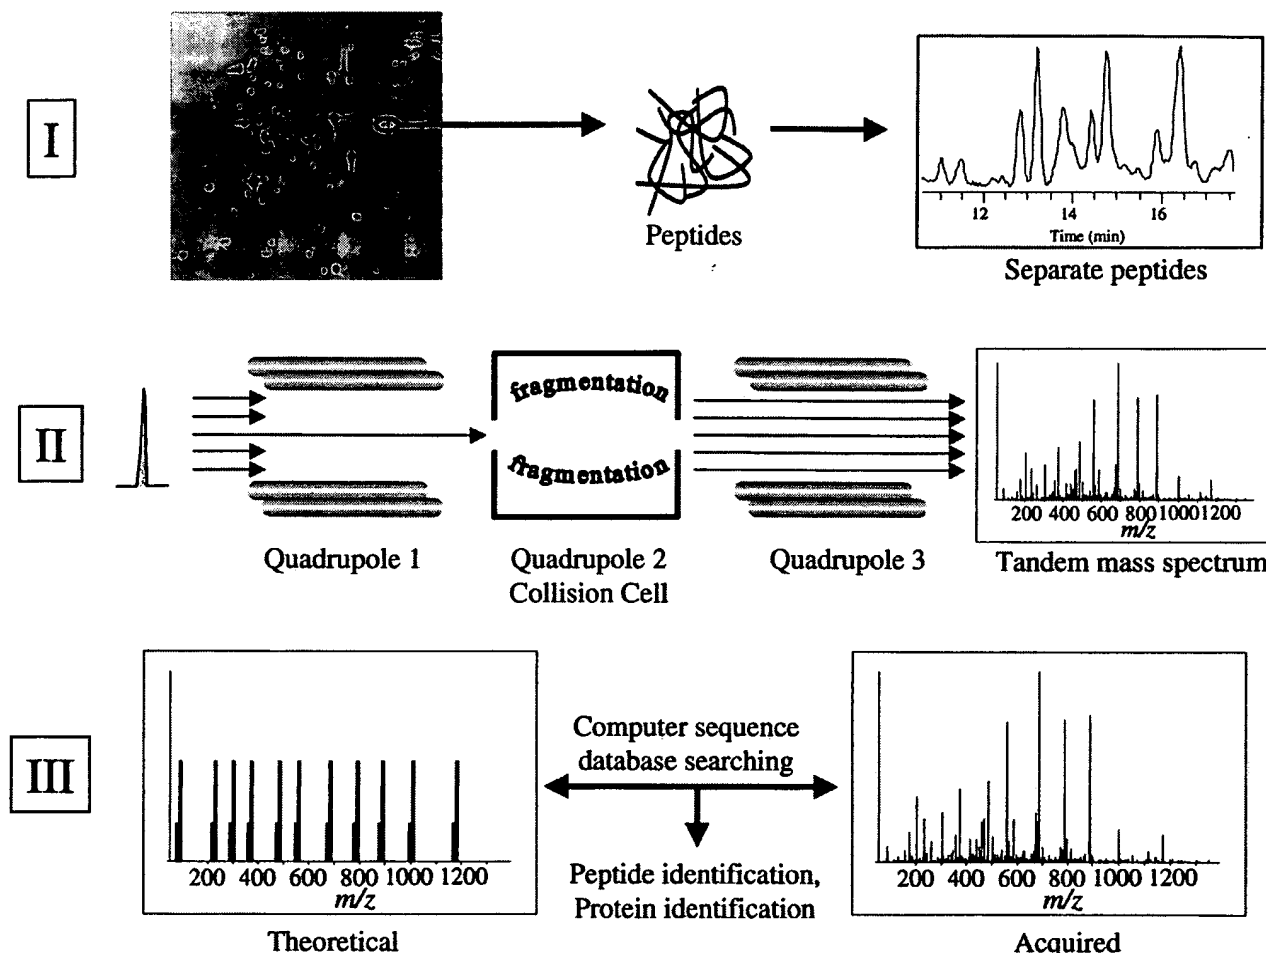 I
Peptides
12 14 16
Time (min)
Separate peptides
II
fragmentation
fragmentation
Quadrupole 1
Quadrupole 2
Collision Cell
Quadrupole 3
200 400 600 800 1000 1200
m/z
Tandem mass spectrum
III
200 400 600 800 1000 1200
m/z
Theoretical
Computer sequence
database searching
Peptide identification,
Protein identification
200 400 600 800 1000 1200
m/z
Acquired